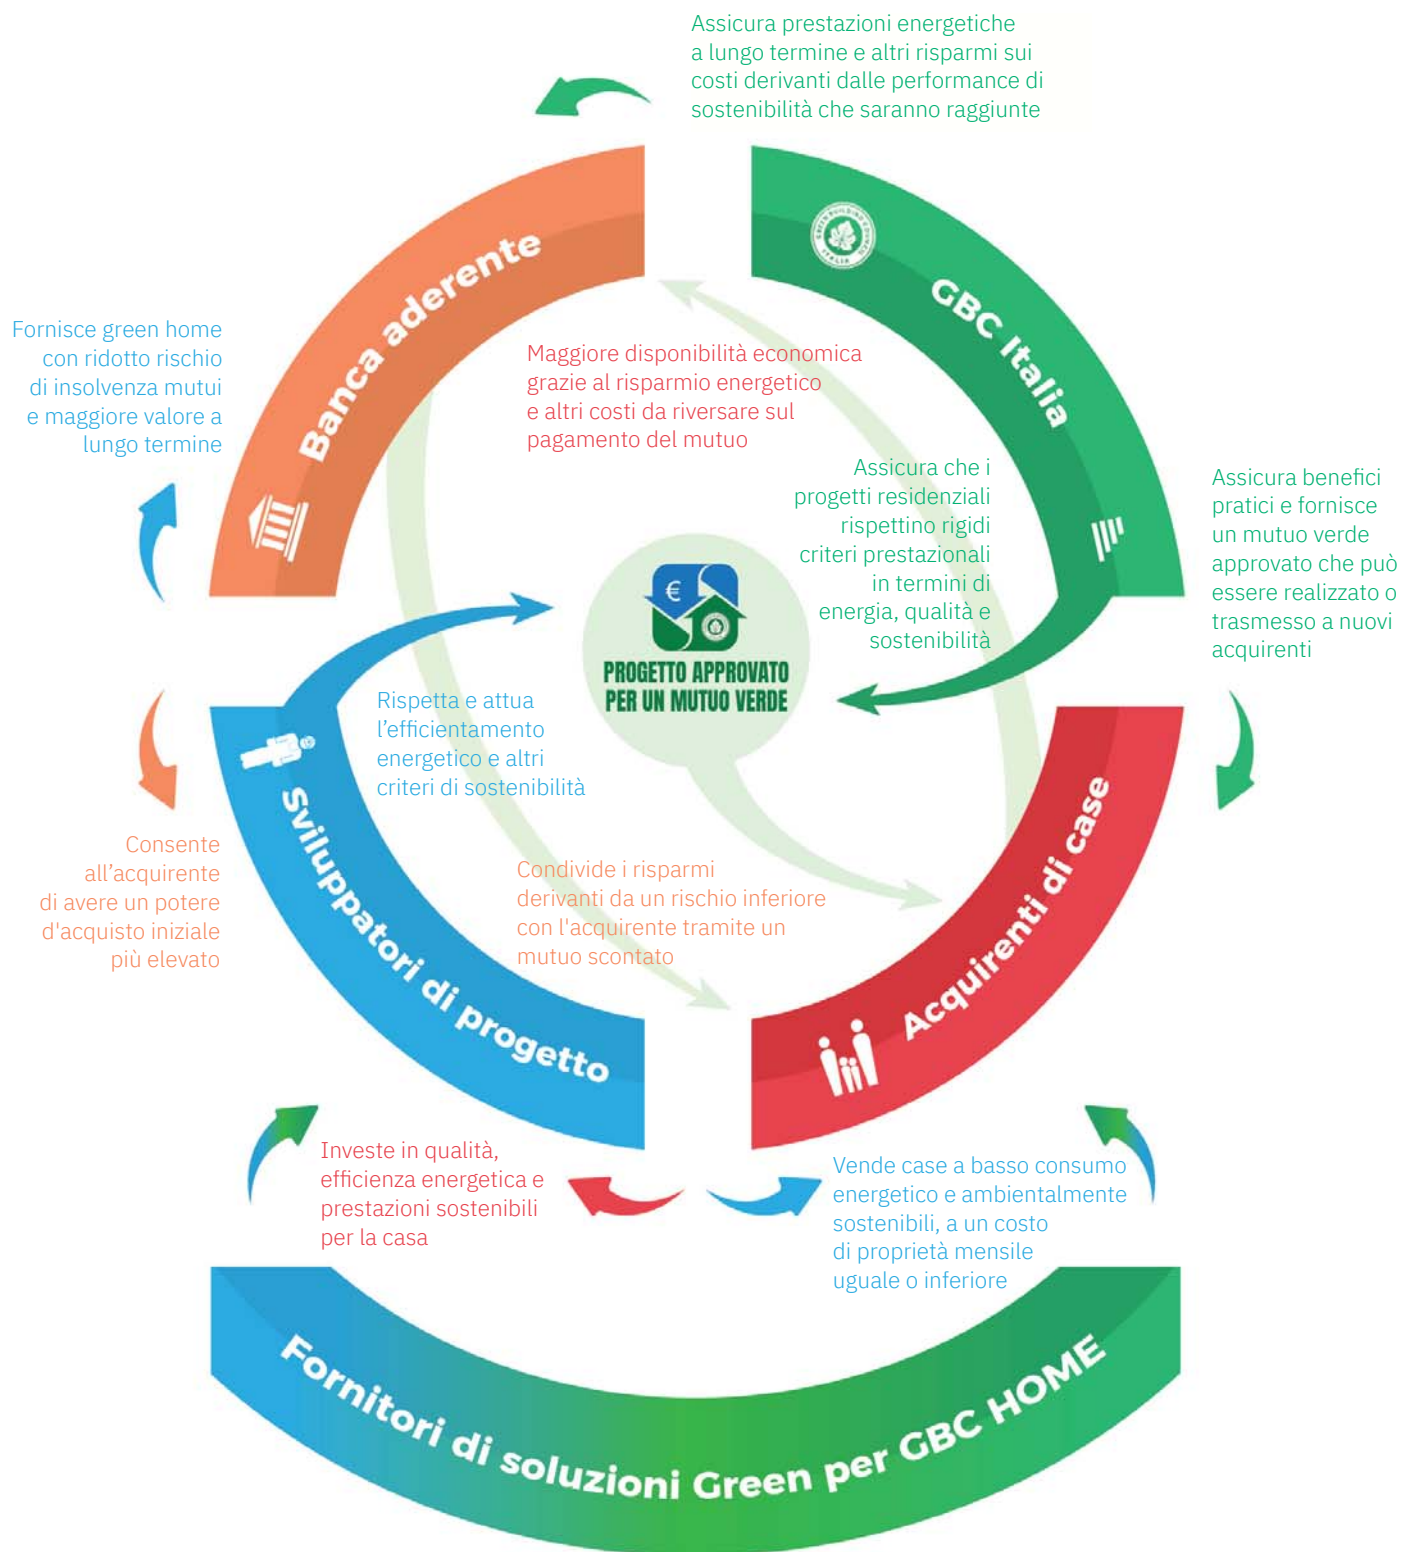 Assicura prestazioni energetiche
a lungo termine e altri risparmi sui
costi derivanti dalle performance di
sostenibilità che saranno raggiunte
Banca aderente
GREEN BUILDING COUNCIL
ITALIA
GBC Italia
Fornisce green home
con ridotto rischio
di insolvenza mutui
e maggiore valore a
lungo termine
Maggiore disponibilità economica
grazie al risparmio energetico
e altri costi da riversare sul
pagamento del mutuo
Assicura che i
progetti residenziali
rispettino rigidi
criteri prestazionali
in termini di
energia, qualità e
sostenibilità
Assicura benefici
pratici e fornisce
un mutuo verde
approvato che può
essere realizzato o
trasmesso a nuovi
acquirenti
€
PROGETTO APPROVATO
PER UN MUTUO VERDE
Rispetta e attua
l’efficientamento
energetico e altri
criteri di sostenibilità
Sviluppatori di progetto
Acquirenti di case
Consente
all’acquirente
di avere un potere
d'acquisto iniziale
più elevato
Condivide i risparmi
derivanti da un rischio inferiore
con l'acquirente tramite un
mutuo scontato
Investe in qualità,
efficienza energetica e
prestazioni sostenibili
per la casa
Vende case a basso consumo
energetico e ambientalmente
sostenibili, a un costo
di proprietà mensile
uguale o inferiore
Fornitori di soluzioni Green per GBC HOME